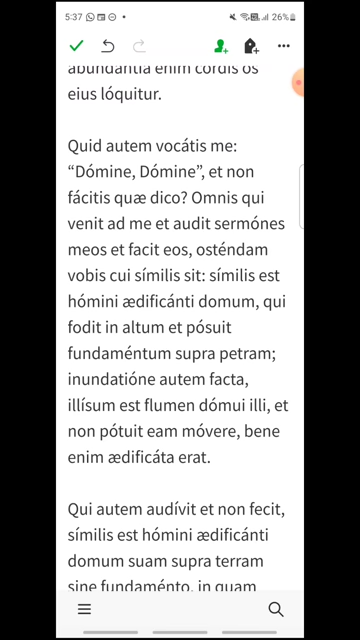 5:37
26%
abundántia enim cordis os
eius lóquitur.
Quid autem vocátis me:
“Dómine, Dómine”, et non
fácitis quæ dico? Omnis qui
venit ad me et audit sermónes
meos et facit eos, osténdam
vobis cui símilis sit: símilis est
hómini ædificánti domum, qui
fodit in altum et pósuit
fundaméntum supra petram;
inundatióne autem facta,
illísum est flumen dómui illi, et
non pótuit eam móvere, bene
enim ædificáta erat.
Qui autem audívit et non fecit,
símilis est hómini ædificánti
domum suam supra terram
sine fundaménto, in quam